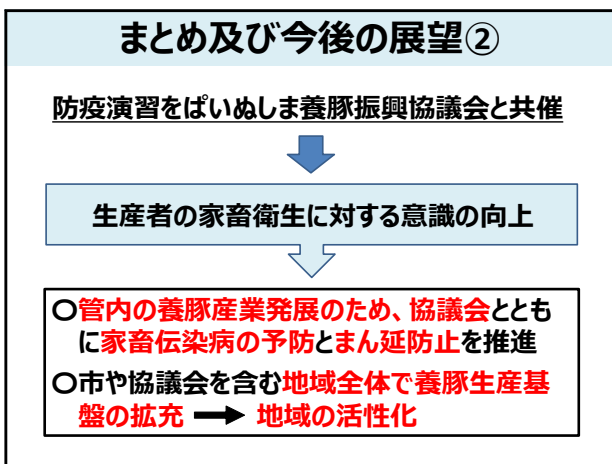 まとめ及び今後の展望②
防疫演習をぱいぬしま養豚振興協議会と共催
生産者の家畜衛生に対する意識の向上
〇管内の養豚産業発展のため、協議会ととも
に家畜伝染病の予防とまん延防止を推進
〇市や協議会を含む地域全体で養豚生産基
盤の拡充 → 地域の活性化